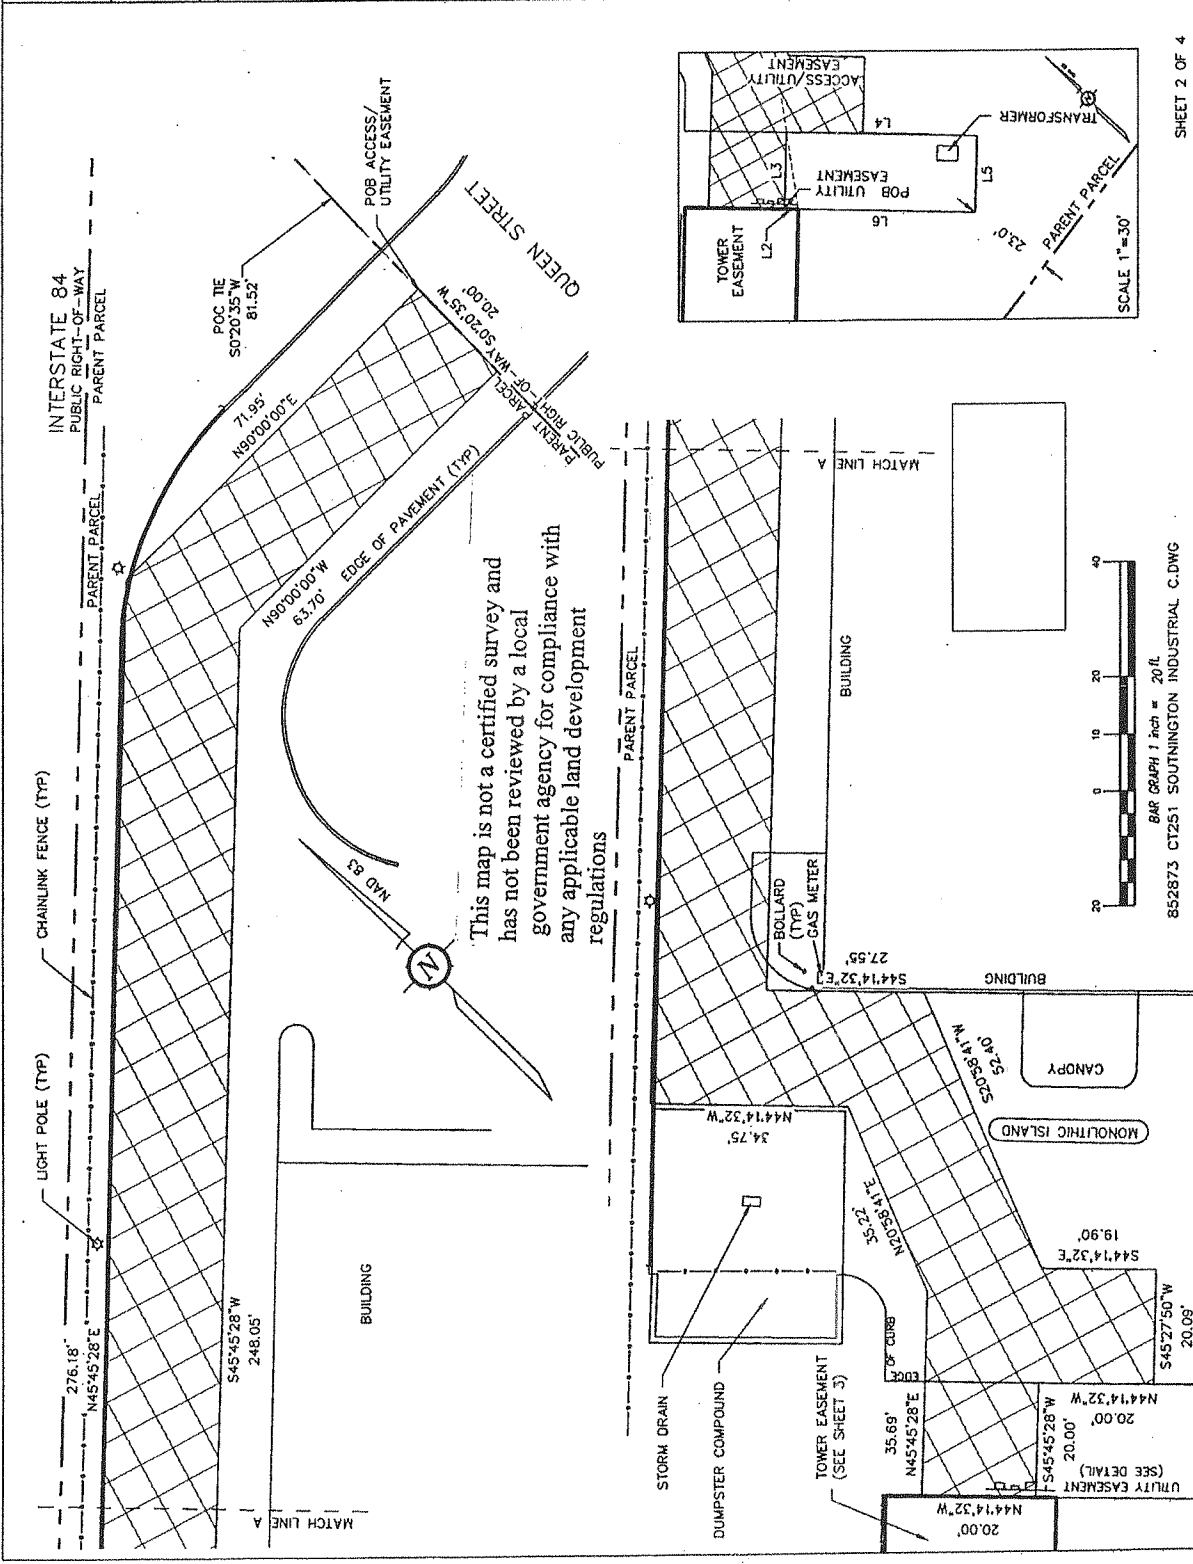 INTERSTATE 84
PUBLIC RIGHT-OF-WAY
PARENT PARCEL
PARENT PARCEL
POC TIE
S0°20'35"W
81.52'
POB ACCESS/
UTILITY EASEMENT
QUEEN STREET
S0°20'35"W
20.00'
PARENT PARCEL
PUBLIC RIGHT-OF-WAY
71.95'
N90°00'00"E
N90°00'00"W
63.70'
EDGE OF PAVEMENT (TYP)
CHAINLINK FENCE (TYP)
LIGHT POLE (TYP)
276.18'
N45°45'28"E
S45°45'28"W
248.05'
BUILDING
MATCH LINE A
NAD 83
N
This map is not a certified survey and
has not been reviewed by a local
government agency for compliance with
any applicable land development
regulations
PARENT PARCEL
MATCH LINE A
BUILDING
BOLLARD
(TYP)
GAS METER
S44°14'32"E
27.55'
BUILDING
S20°58'41"W
52.40'
CANOPY
MONOLITHIC ISLAND
N44°14'32"W
34.75'
35.22'
N20°58'41"E
S44°14'32"E
19.90'
S45°27'50"W
20.09'
STORM DRAIN
DUMPSTER COMPOUND
TOWER EASEMENT
(SEE SHEET 3)
EDGE OF CURB
35.69'
N45°45'28"E
S45°45'28"W
20.00'
N44°14'32"W
20.00'
UTILITY EASEMENT
(SEE DETAIL)
N44°14'32"W
20.00'
TOWER
EASEMENT
ACCESS/UTILITY
EASEMENT
L2
L3
L4
L5
L6
POB UTILITY
EASEMENT
TRANSFORMER
23.0'
PARENT PARCEL
N
SCALE 1"=30'
20
0
10
20
40
BAR GRAPH 1 inch = 20 ft.
852873 CT251 SOUTNINGTON INDUSTRIAL C.DWG
SHEET 2 OF 4